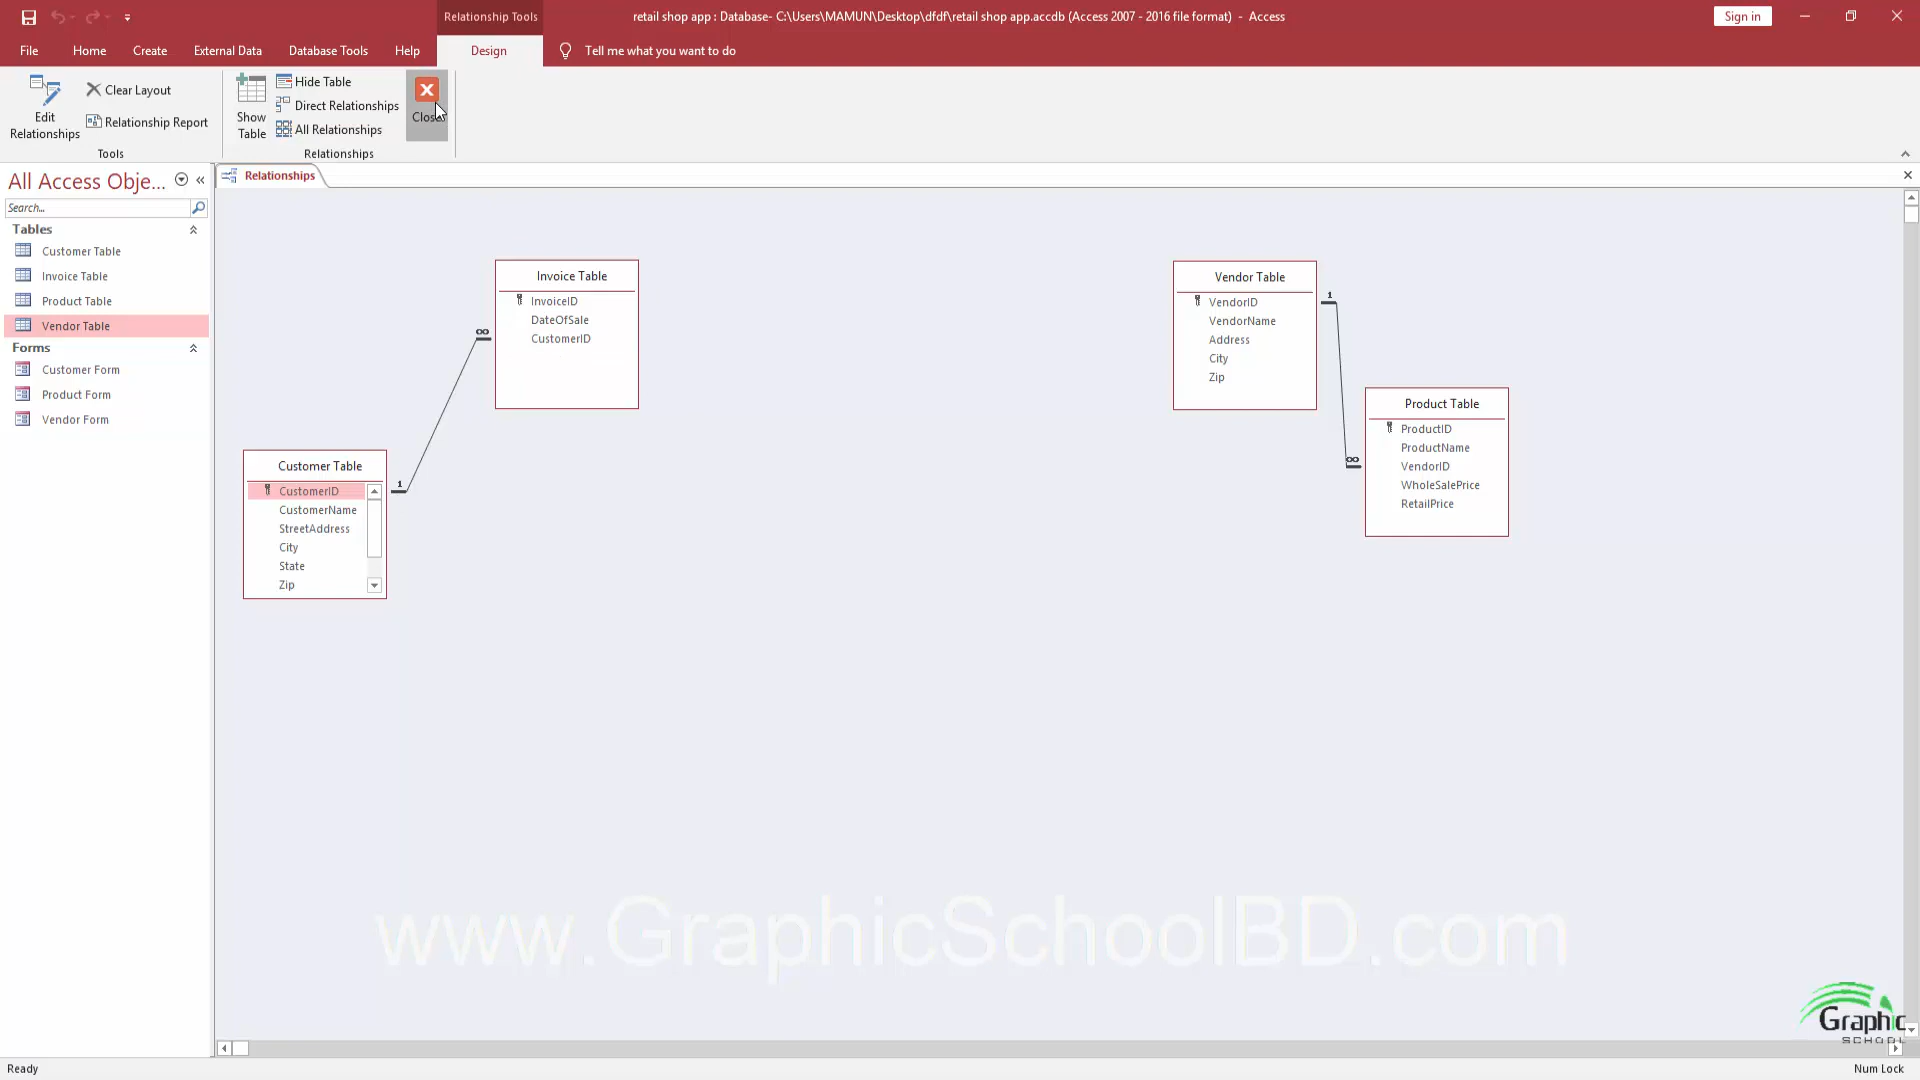 Relationship Tools
retail shop app : Database- C:\Users\MAMUN\Desktop\dfdf\retail shop app.accdb (Access 2007 - 2016 file format)  -  Access
Sign in
File
Home
Create
External Data
Database Tools
Help
Design
Tell me what you want to do
Edit
Relationships
Clear Layout
Relationship Report
Tools
Show
Table
Hide Table
Direct Relationships
All Relationships
Relationships
Close
All Access Obje...
Search...
Tables
Customer Table
Invoice Table
Product Table
Vendor Table
Forms
Customer Form
Product Form
Vendor Form
Relationships
Invoice Table
InvoiceID
DateOfSale
CustomerID
∞
1
Customer Table
CustomerID
CustomerName
StreetAddress
City
State
Zip
Vendor Table
VendorID
VendorName
Address
City
Zip
1
∞
Product Table
ProductID
ProductName
VendorID
WholeSalePrice
RetailPrice
www.GraphicSchoolBD.com
Graphic
SCHOOL
Ready
Num Lock